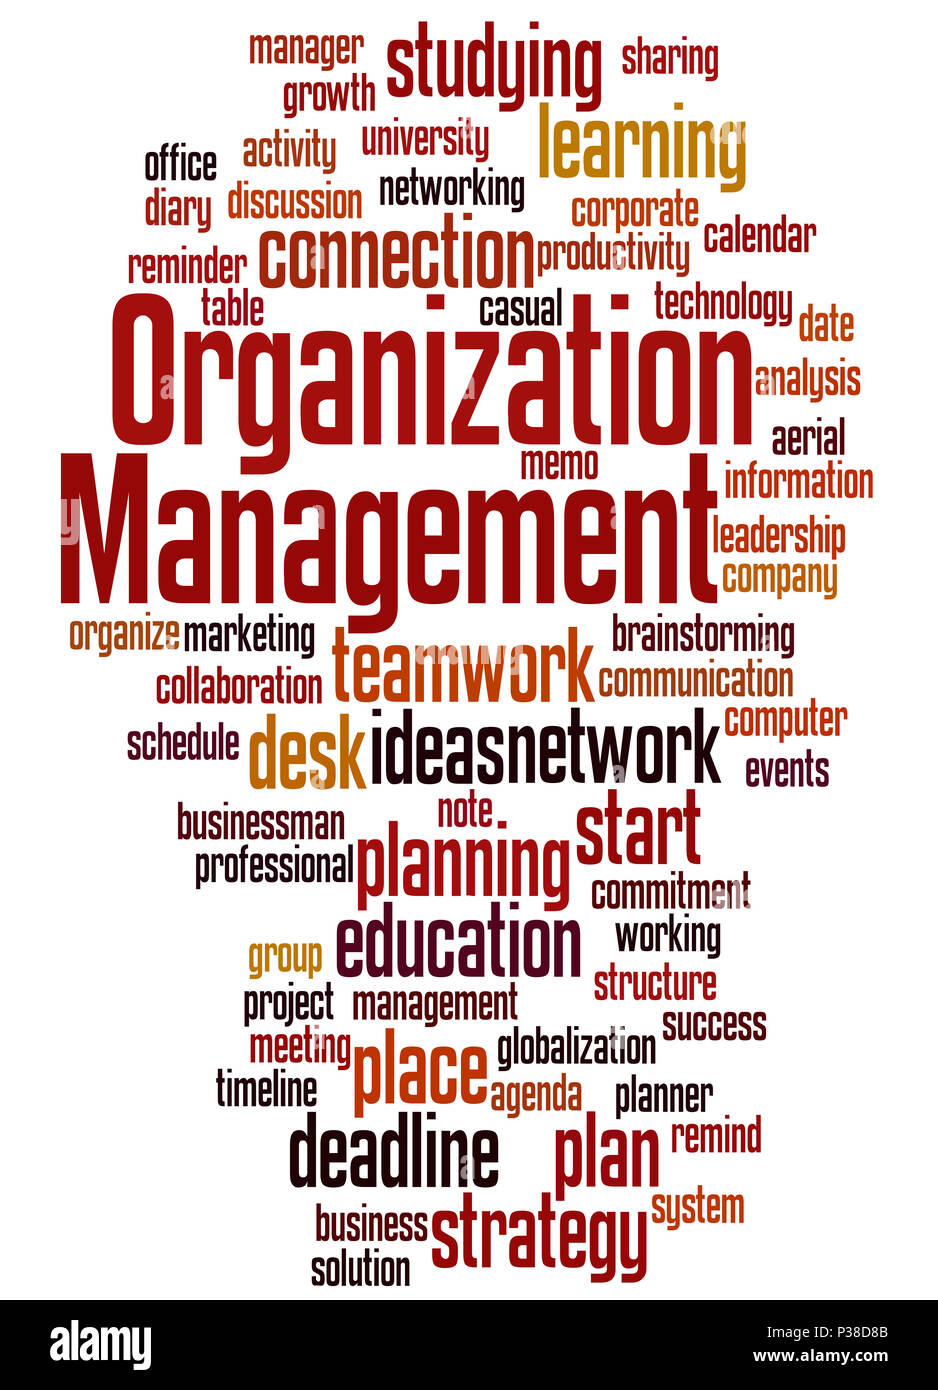 manager studying sharing
growth
learning
activity university
office
networking
diary discussion corporate
connection productivity calendar
reminder
table casual technology
date
Organization
analysis
aerial
memo
information
Management
leadership
company
organize marketing teamwork brainstorming
collaboration communication
schedule desk ideasnetwork computer
events
note
businessman start
professional planning
commitment
education working
group
structure
project management
success
meeting place globalization
timeline agenda planner
deadline plan remind
system
business strategy
solution
alamy
alamy
Image ID: P38D8B
www.alamy.com